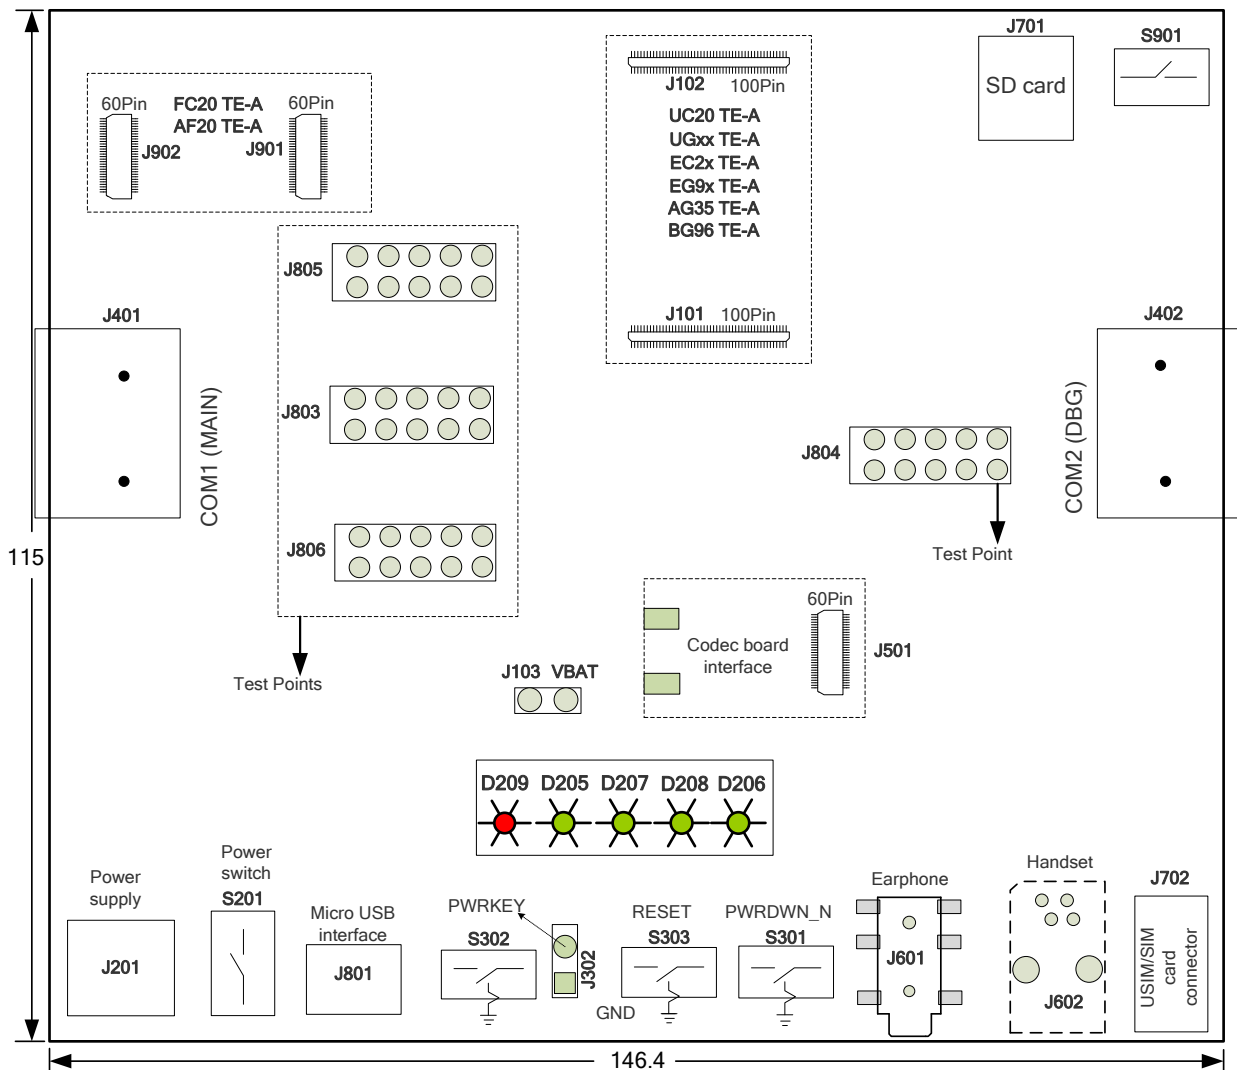 J701
S901
SD card
J102
100Pin
UC20 TE-A
UGxx TE-A
EC2x TE-A
EG9x TE-A
AG35 TE-A
BG96 TE-A
J101
100Pin
60Pin
FC20 TE-A
AF20 TE-A
60Pin
J902
J901
J805
J803
J806
Test Points
J401
COM1 (MAIN)
J402
COM2 (DBG)
J804
Test Point
115
60Pin
Codec board
interface
J501
J103 VBAT
D209
D205
D207
D208
D206
Power
supply
J201
Power
switch
S201
Micro USB
interface
J801
PWRKEY
S302
J302
GND
RESET
S303
PWRDWN_N
S301
Earphone
J601
Handset
J602
J702
USIM/SIM
card
connector
146.4